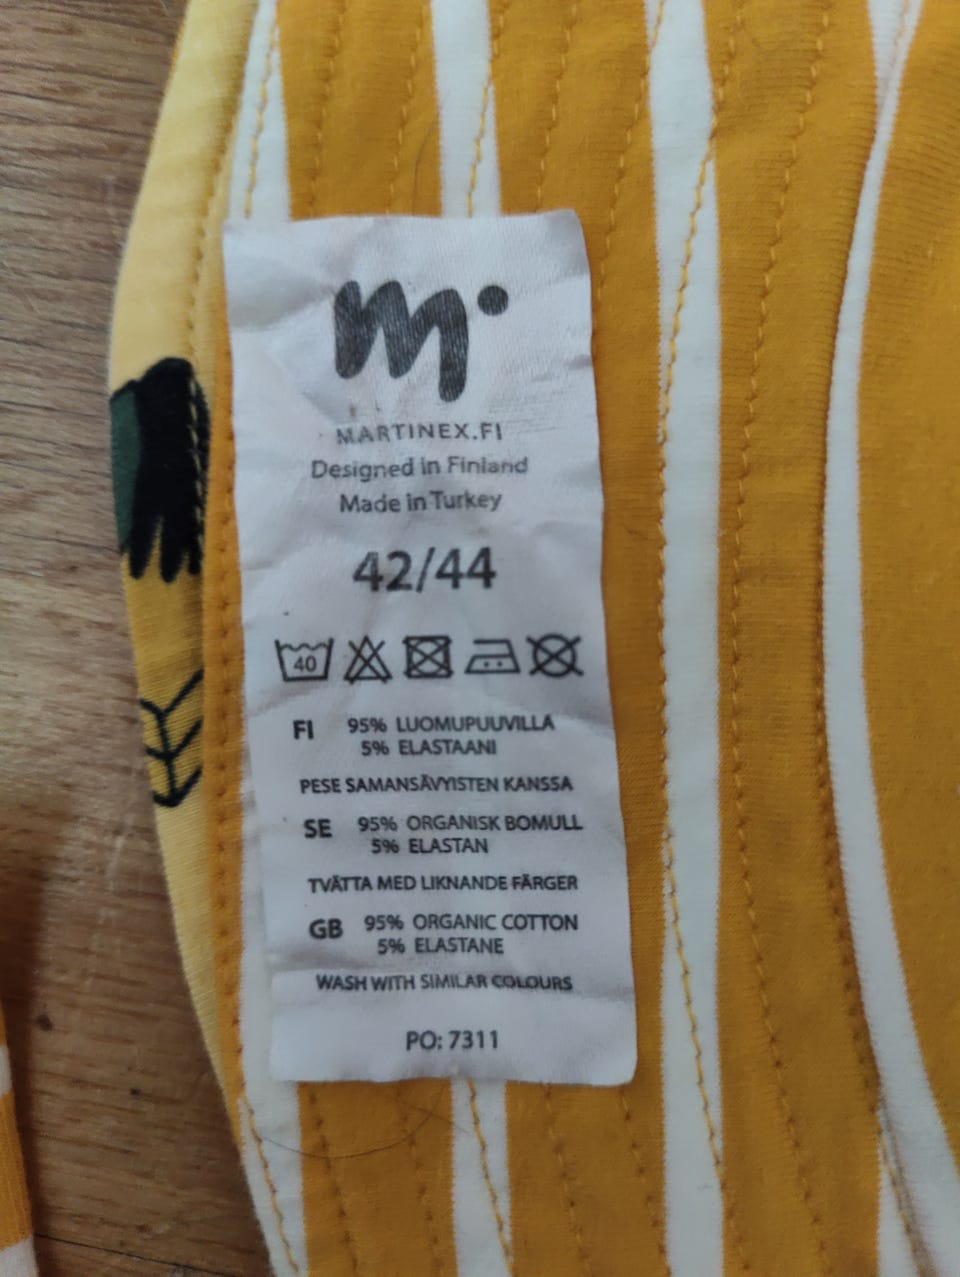 m
MARTINEX.FI
Designed in Finland
Made in Turkey
42/44
40
FI 95% LUOMUPUUVILLA
5% ELASTAANI
PESE SAMANSÄVYISTEN KANSSA
SE 95% ORGANISK BOMULL
5% ELASTAN
TVÄTTA MED LIKNANDE FÄRGER
GB 95% ORGANIC COTTON
5% ELASTANE
WASH WITH SIMILAR COLOURS
PO: 7311